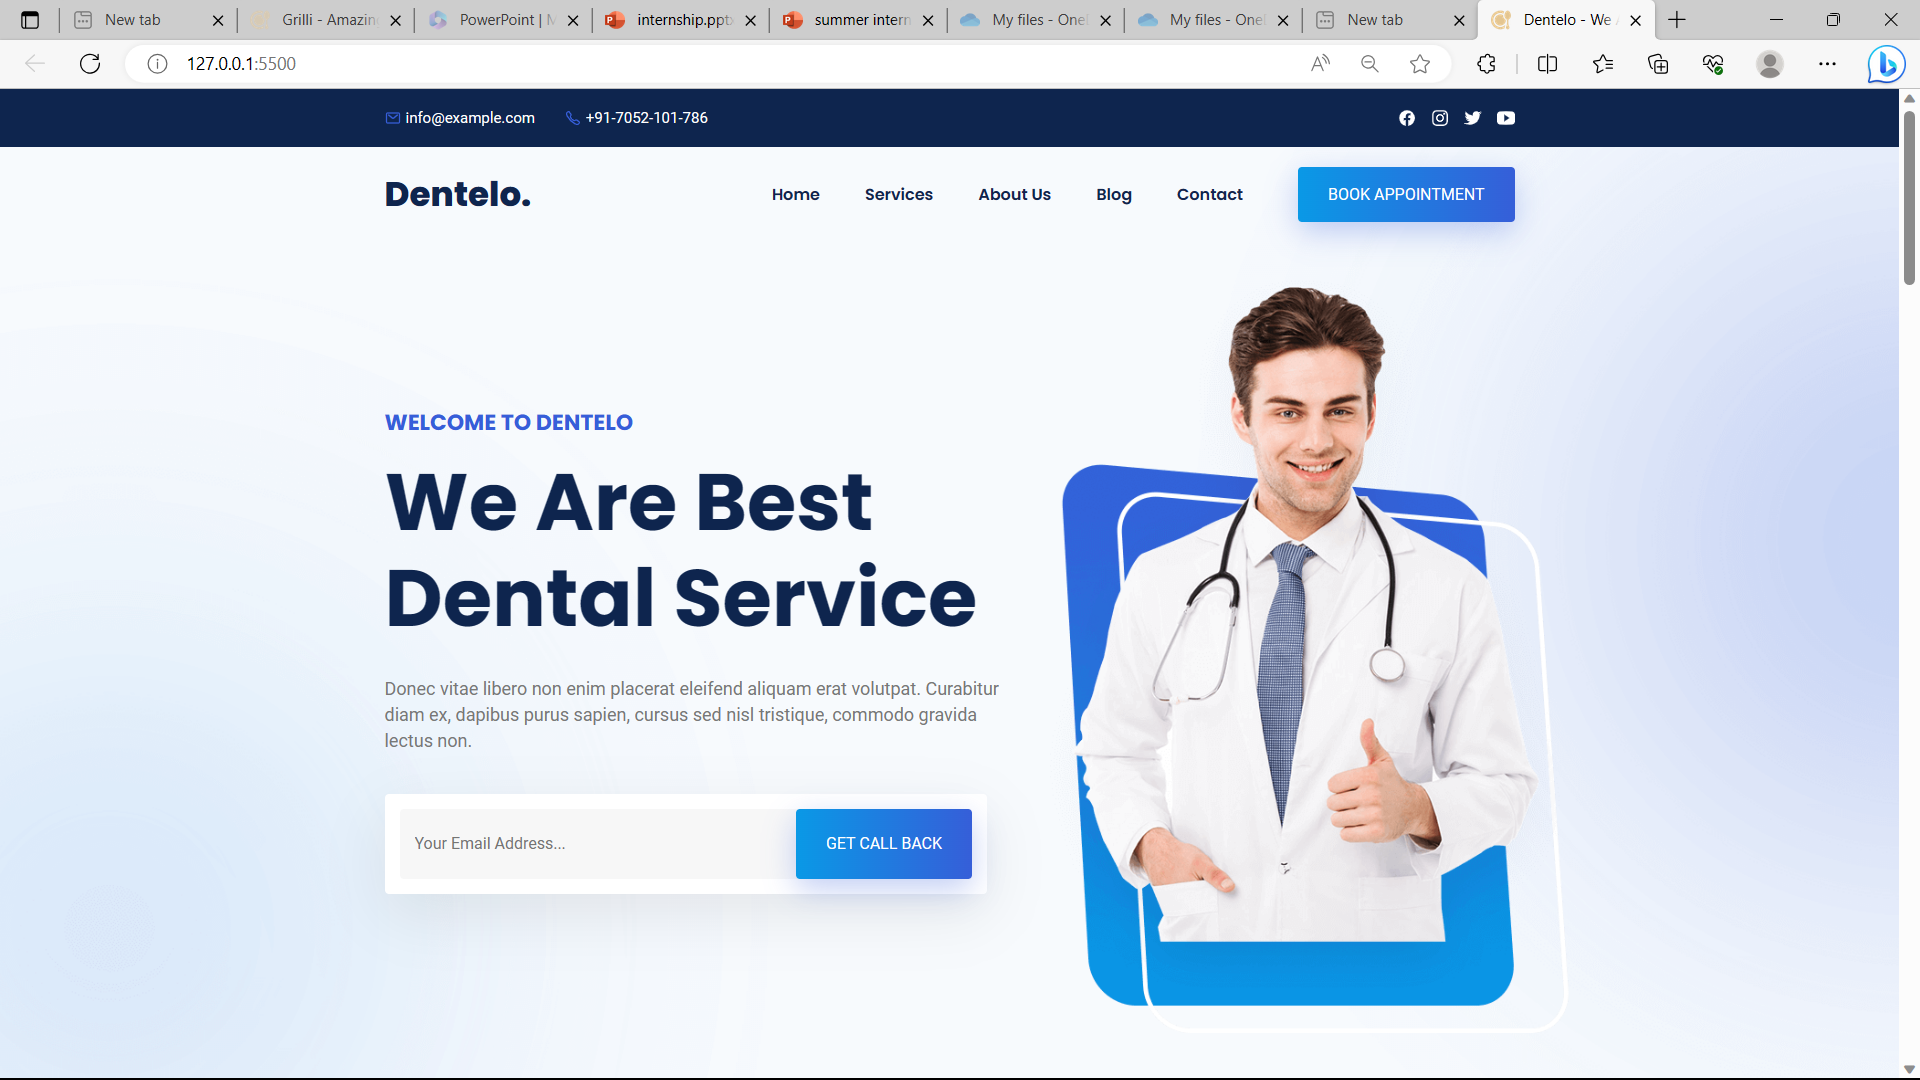 New tab
Grilli - Amazin
PowerPoint | M
internship.pptx
summer intern
My files - One
My files - One
New tab
Dentelo - We A
127.0.0.1:5500
info@example.com
+91-7052-101-786
Dentelo.
Home
Services
About Us
Blog
Contact
BOOK APPOINTMENT
WELCOME TO DENTELO
We Are Best
Dental Service
Donec vitae libero non enim placerat eleifend aliquam erat volutpat. Curabitur
diam ex, dapibus purus sapien, cursus sed nisl tristique, commodo gravida
lectus non.
Your Email Address...
GET CALL BACK